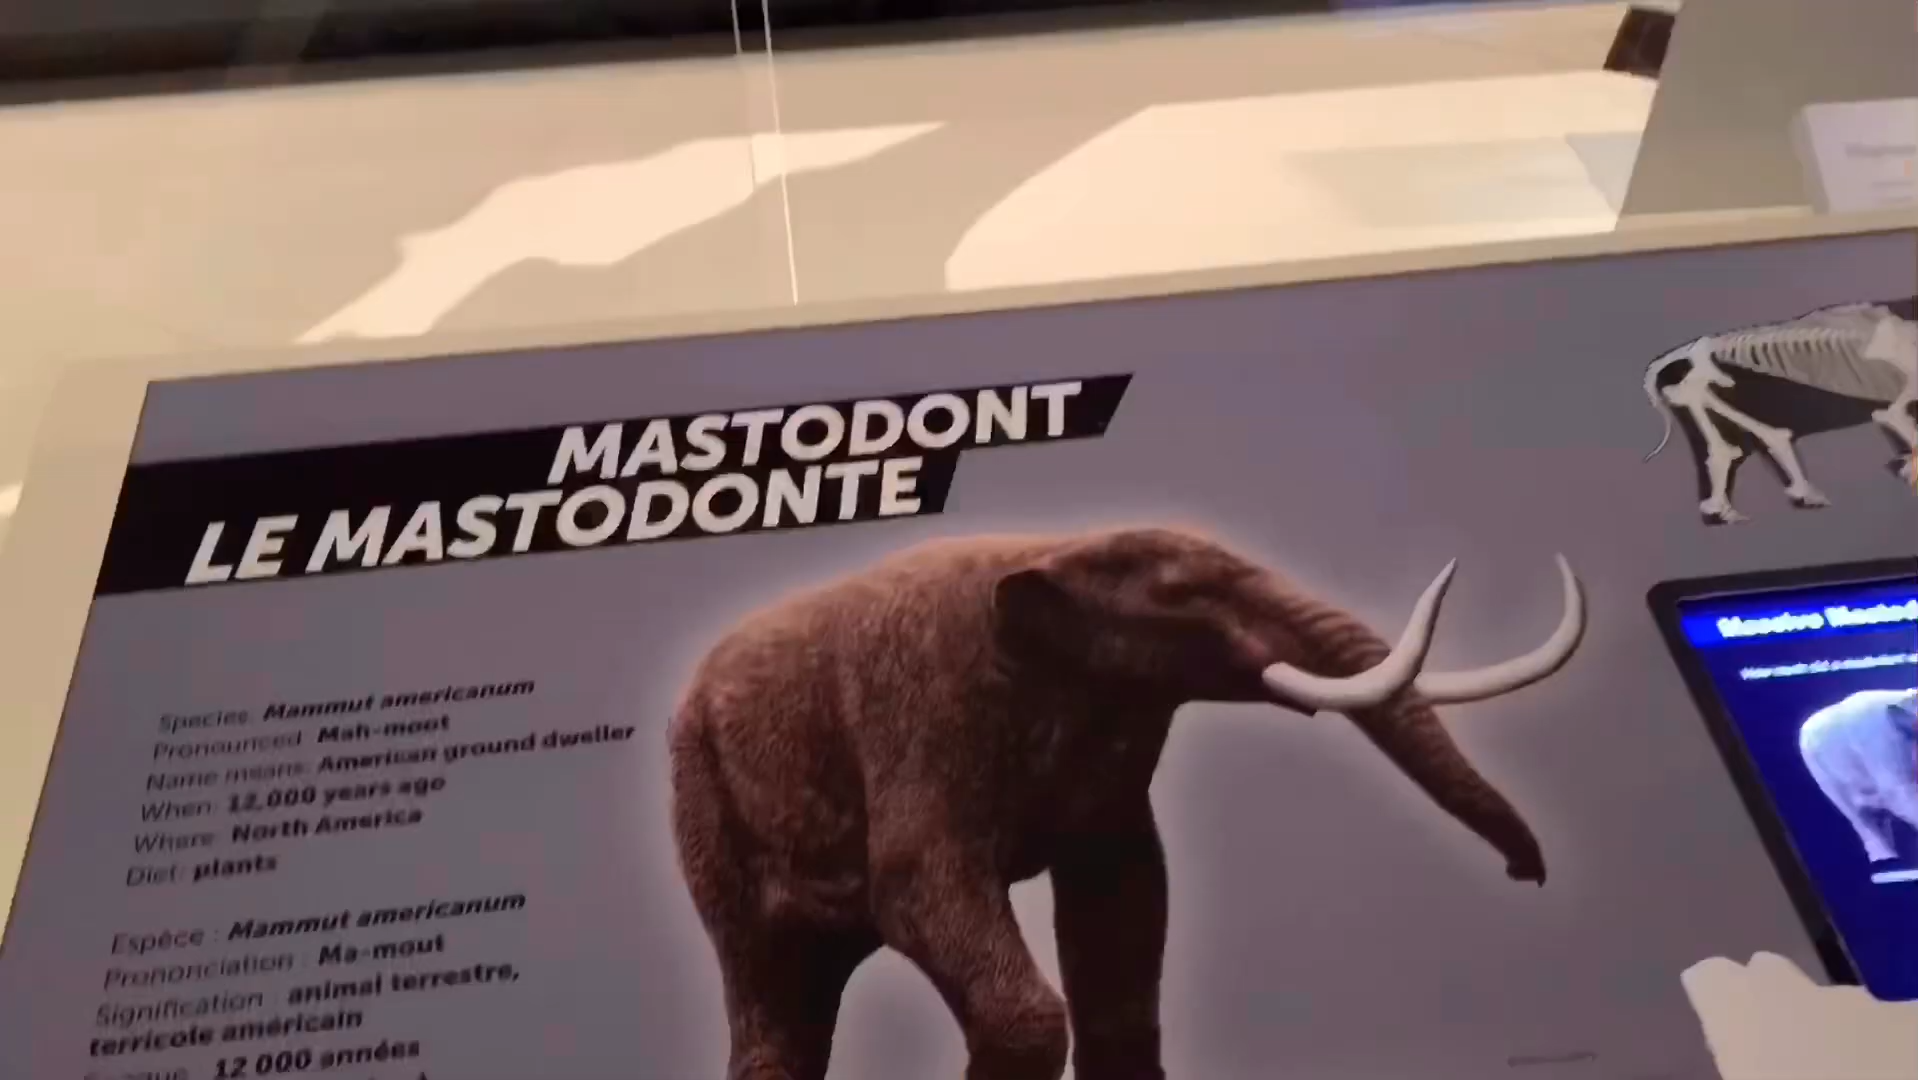 MASTODONT
LE MASTODONTE
Species: Mammut americanum
Pronounced: Mah-moot
Name means: American ground dweller
When: 12,000 years ago
Where: North America
Diet: plants
Espèce : Mammut americanum
Prononciation : Ma-mout
Signification : animal terrestre,
terricole américain
12 000 années
Massive